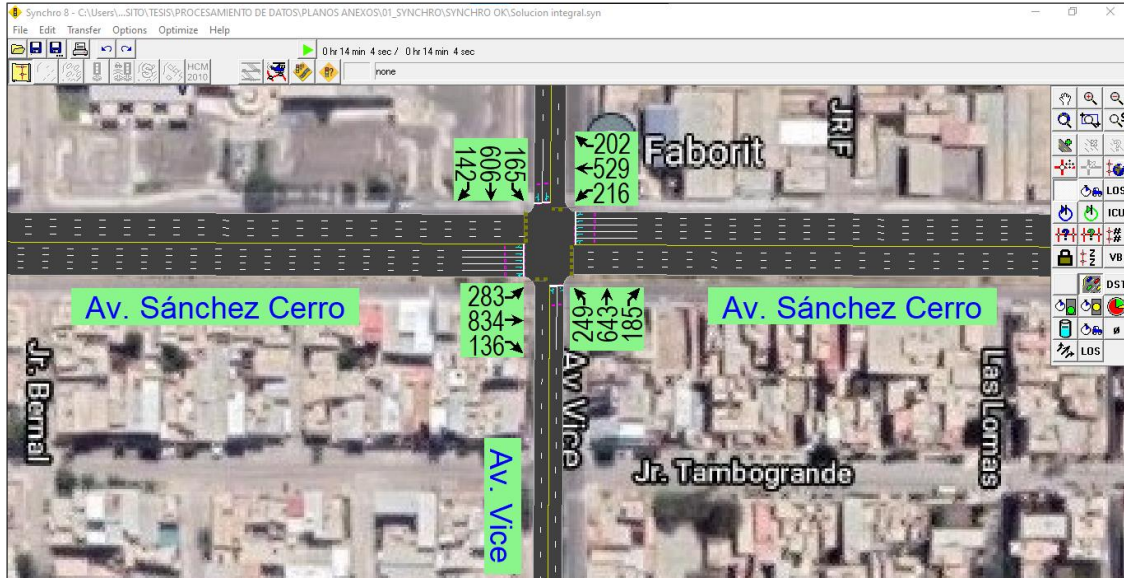 Synchro 8 - C:\Users\...SITO\TESIS\PROCESAMIENTO DE DATOS\PLANOS ANEXOS\01_SYNCHRO\SYNCHRO OK\Solucion integral.syn
File Edit Transfer Options Optimize Help
0 hr 14 min 4 sec / 0 hr 14 min 4 sec
HCM
2010
none
JRF
Faborit
142
606
165
202
529
216
LOS
ICU
VB
DST
ø
LOS
Av. Sánchez Cerro
283
834
136
249
643
185
Av. Sánchez Cerro
Jr. Bernal
Av Vice
Las Lomas
Av. Vice
Jr. Tambogrande